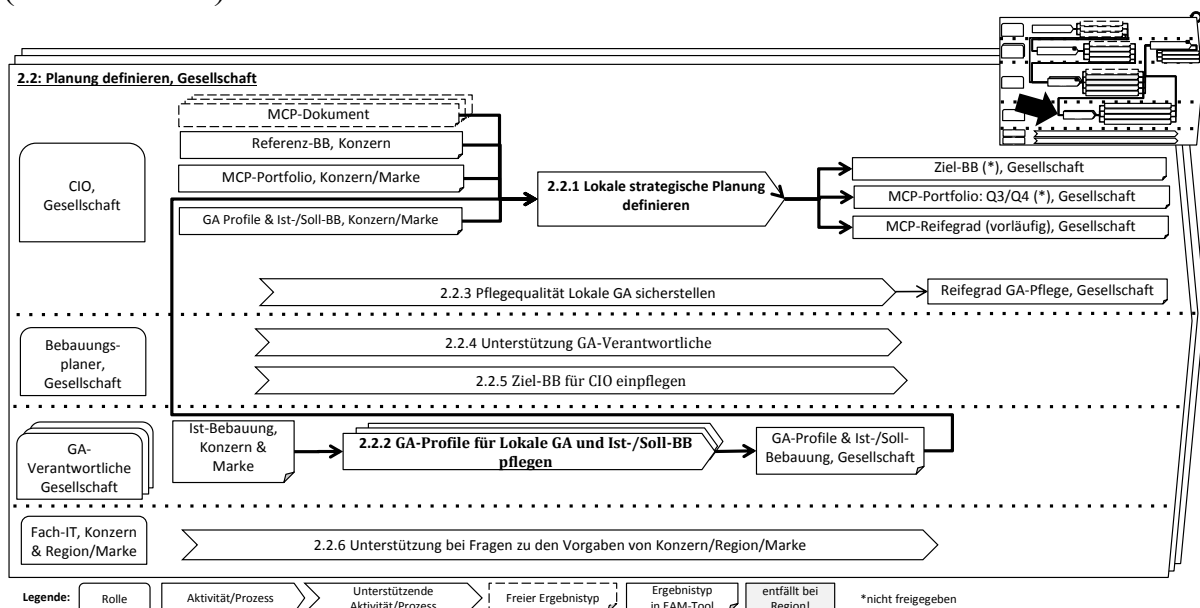 2.2: Planung definieren, Gesellschaft
CIO,
Gesellschaft
MCP-Dokument
Referenz-BB, Konzern
MCP-Portfolio, Konzern/Marke
GA Profile & Ist-/Soll-BB, Konzern/Marke
2.2.1 Lokale strategische Planung
definieren
Ziel-BB (*), Gesellschaft
MCP-Portfolio: Q3/Q4 (*), Gesellschaft
MCP-Reifegrad (vorläufig), Gesellschaft
2.2.3 Pflegequalität Lokale GA sicherstellen
Reifegrad GA-Pflege, Gesellschaft
Bebauungs-
planer,
Gesellschaft
2.2.4 Unterstützung GA-Verantwortliche
2.2.5 Ziel-BB für CIO einpflegen
GA-
Verantwortliche
Gesellschaft
Ist-Bebauung,
Konzern &
Marke
2.2.2 GA-Profile für Lokale GA und Ist-/Soll-BB
pflegen
GA-Profile & Ist-/Soll-
Bebauung, Gesellschaft
Fach-IT, Konzern
& Region/Marke
2.2.6 Unterstützung bei Fragen zu den Vorgaben von Konzern/Region/Marke
Legende:
Rolle
Aktivität/Prozess
Unterstützende
Aktivität/Prozess
Freier Ergebnistyp
Ergebnistyp
in EAM-Tool
entfällt bei
Region!
*nicht freigegeben